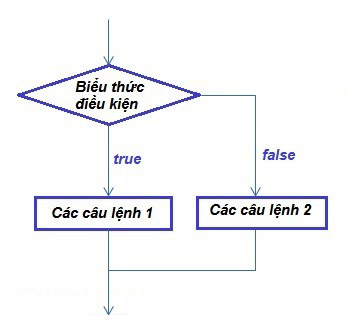 Biểu thức
điều kiện
true
false
Các câu lệnh 1
Các câu lệnh 2